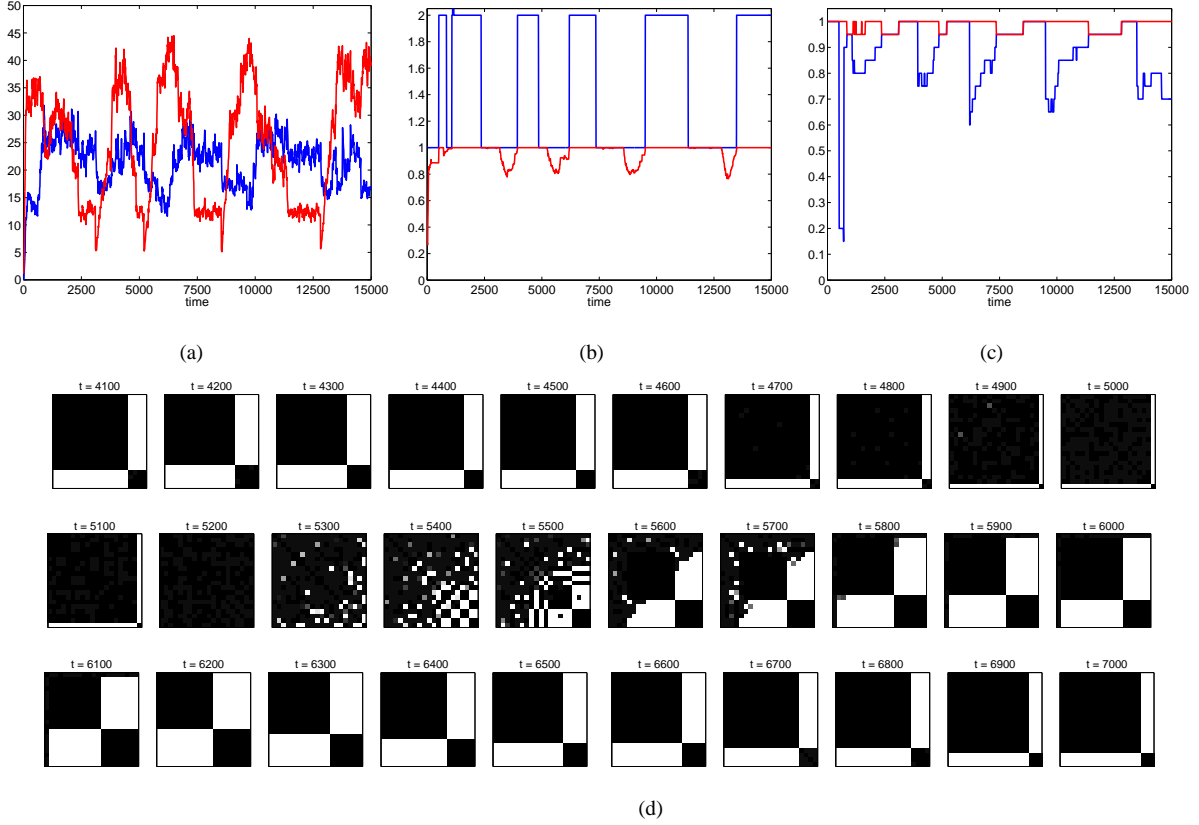 50
45
40
35
30
25
20
15
10
5
0
0 2500 5000 7500 10000 12500 15000
time
(a)
2
1.8
1.6
1.4
1.2
1
0.8
0.6
0.4
0.2
0
0 2500 5000 7500 10000 12500 15000
time
(b)
1
0.9
0.8
0.7
0.6
0.5
0.4
0.3
0.2
0.1
0
0 2500 5000 7500 10000 12500 15000
time
(c)
t = 4100 t = 4200 t = 4300 t = 4400 t = 4500 t = 4600 t = 4700 t = 4800 t = 4900 t = 5000
t = 5100 t = 5200 t = 5300 t = 5400 t = 5500 t = 5600 t = 5700 t = 5800 t = 5900 t = 6000
t = 6100 t = 6200 t = 6300 t = 6400 t = 6500 t = 6600 t = 6700 t = 6800 t = 6900 t = 7000
(d)